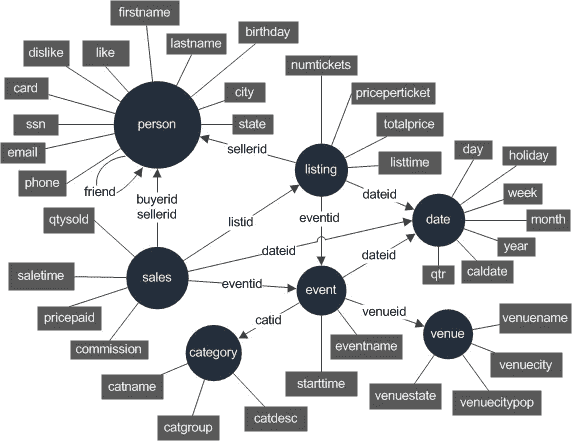 firstname
birthday
lastname
dislike
like
numtickets
card
city
priceperticket
person
ssn
state
totalprice
day
holiday
email
sellerid
listtime
phone
listing
week
friend
buyerid
sellerid
dateid
month
qtysold
listid
eventid
date
year
dateid
dateid
saletime
sales
qtr
caldate
eventid
event
pricepaid
catid
venueid
venuename
commission
category
eventname
venue
venuecity
catname
starttime
venuestate
venuecitypop
catgroup
catdesc